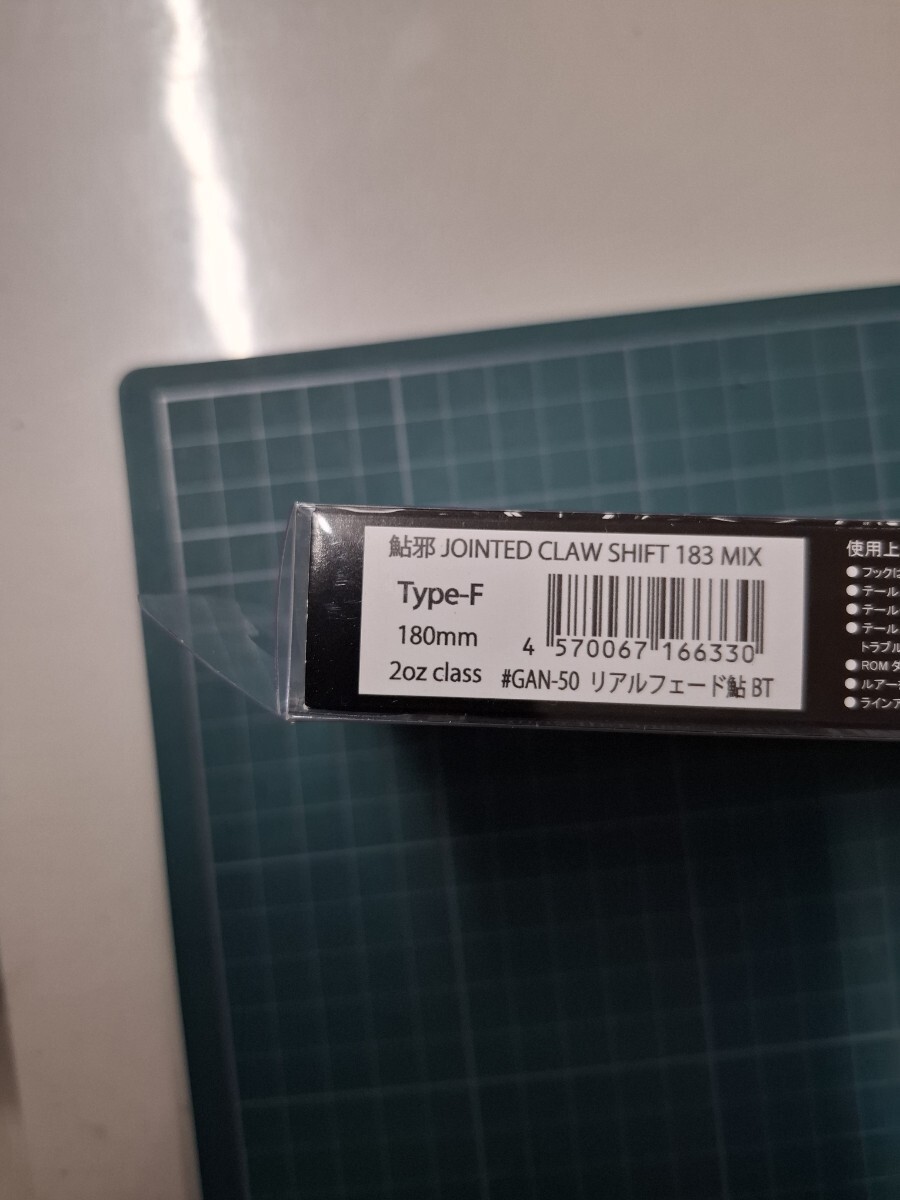 鮎邪 JOINTED CLAW SHIFT 183 MIX
Type-F
180mm
2oz class
4 570067 166330
#GAN-50 リアルフェード鮎 BT
使用上
●フックは
●テール
●テール
●テール
トラブル
●ROM
●ルアー
●ライン